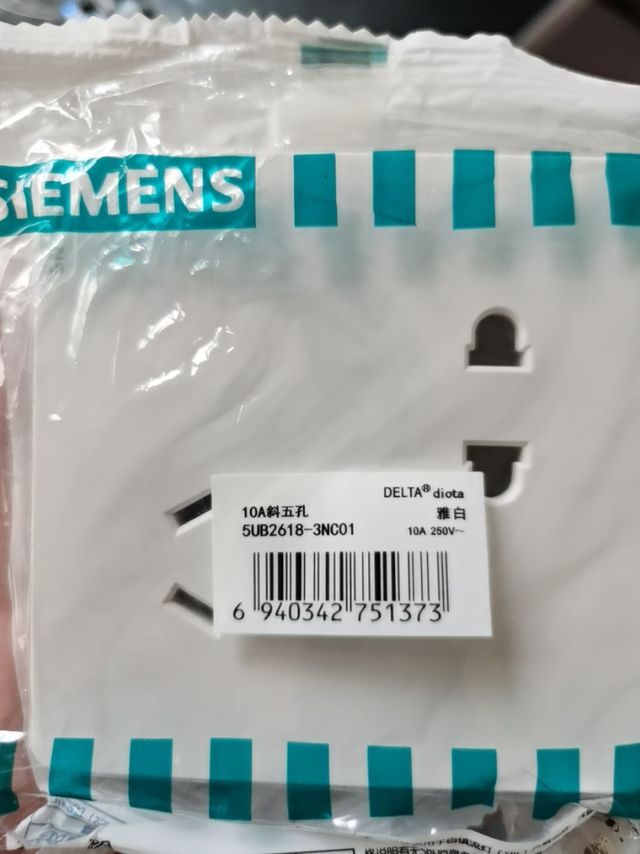 SIEMENS
DELTA® diota
10A斜五孔 雅白
5UB2618-3NC01 10A 250V~
6 940342 751373